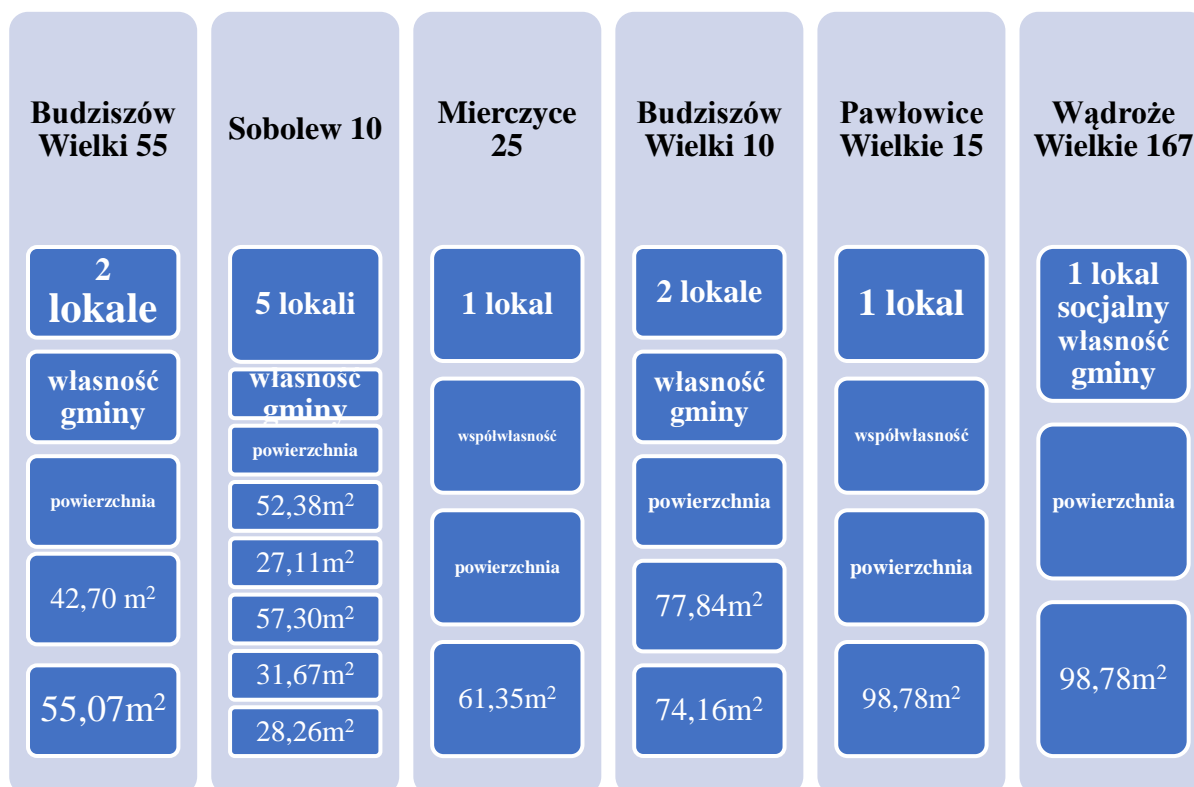 Budziszów
Wielki 55
2
lokale
własność
gminy
powierzchnia
42,70 m²
55,07m²
Sobolew 10
5 lokali
własność
gminy
powierzchnia
52,38m²
27,11m²
57,30m²
31,67m²
28,26m²
Mierczyce
25
1 lokal
współwłasność
powierzchnia
61,35m²
Budziszów
Wielki 10
2 lokale
własność
gminy
powierzchnia
77,84m²
74,16m²
Pawłowice
Wielkie 15
1 lokal
współwłasność
powierzchnia
98,78m²
Wądroże
Wielkie 167
1 lokal
socjalny
własność
gminy
powierzchnia
98,78m²